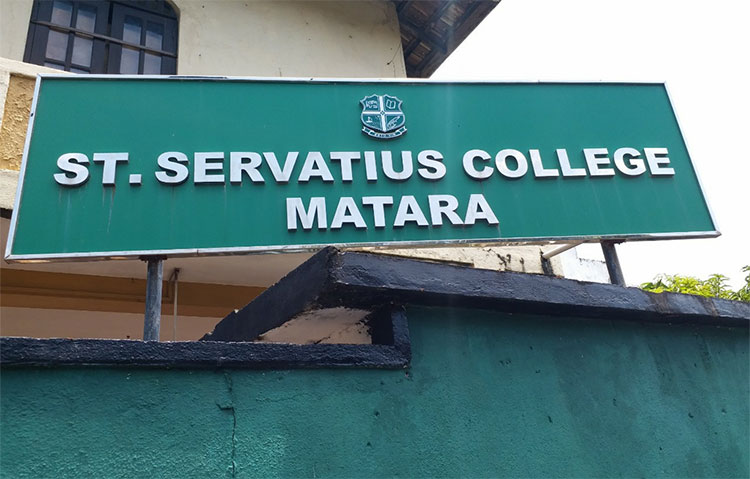 ST. SERVATIUS COLLEGE
MATARA